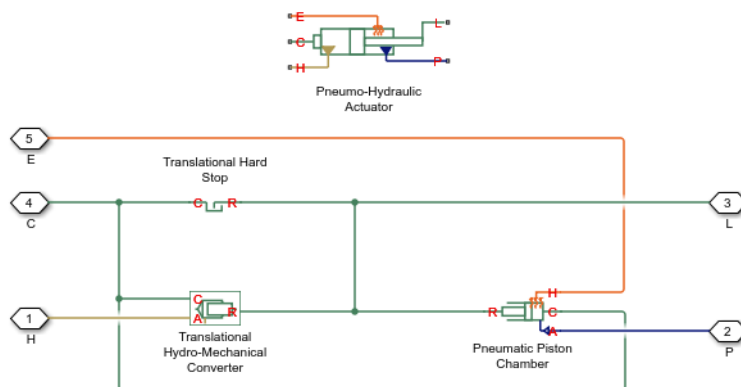 E
L
C
H
P
Pneumo-Hydraulic
Actuator
5
E
Translational Hard
Stop
4
C
C R
3
L
H
C
R
A
R
C
A
1
H
2
P
Translational
Hydro-Mechanical
Converter
Pneumatic Piston
Chamber